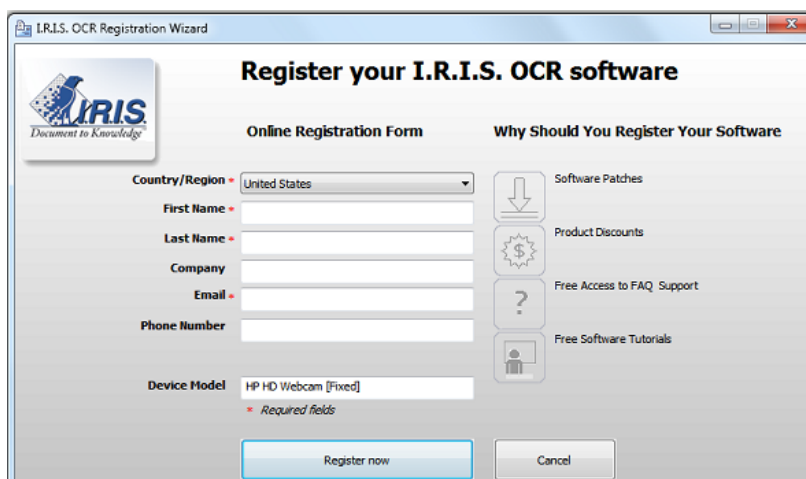 I.R.I.S. OCR Registration Wizard
Register your I.R.I.S. OCR software
I.R.I.S.
Document to Knowledge
Online Registration Form
Why Should You Register Your Software
Country/Region *
United States
First Name *
Last Name *
Company
Email *
Phone Number
Device Model
HP HD Webcam [Fixed]
* Required fields
Software Patches
$
Product Discounts
?
Free Access to FAQ Support
Free Software Tutorials
Register now
Cancel